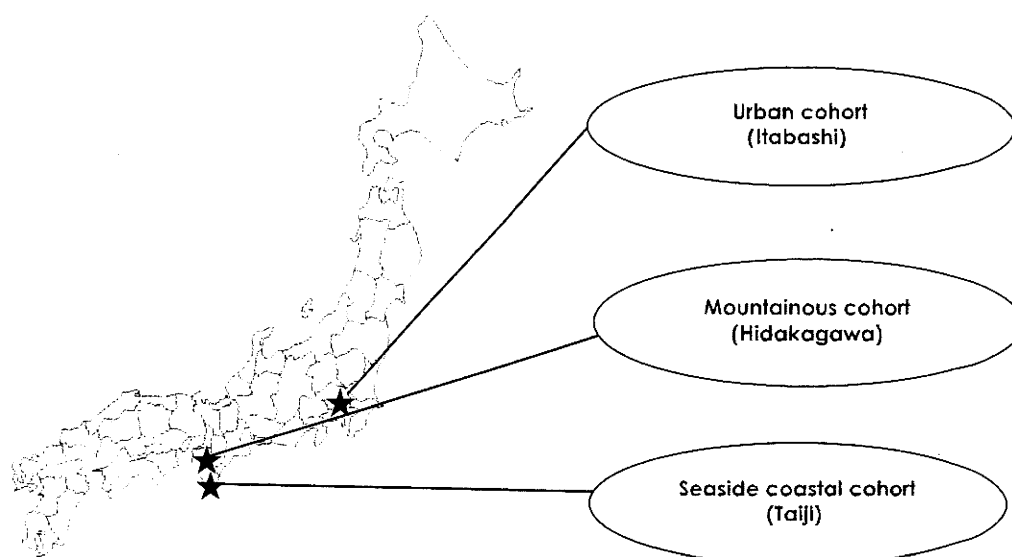 Urban cohort
(Itabashi)
Mountainous cohort
(Hidakagawa)
Seaside coastal cohort
(Taiji)